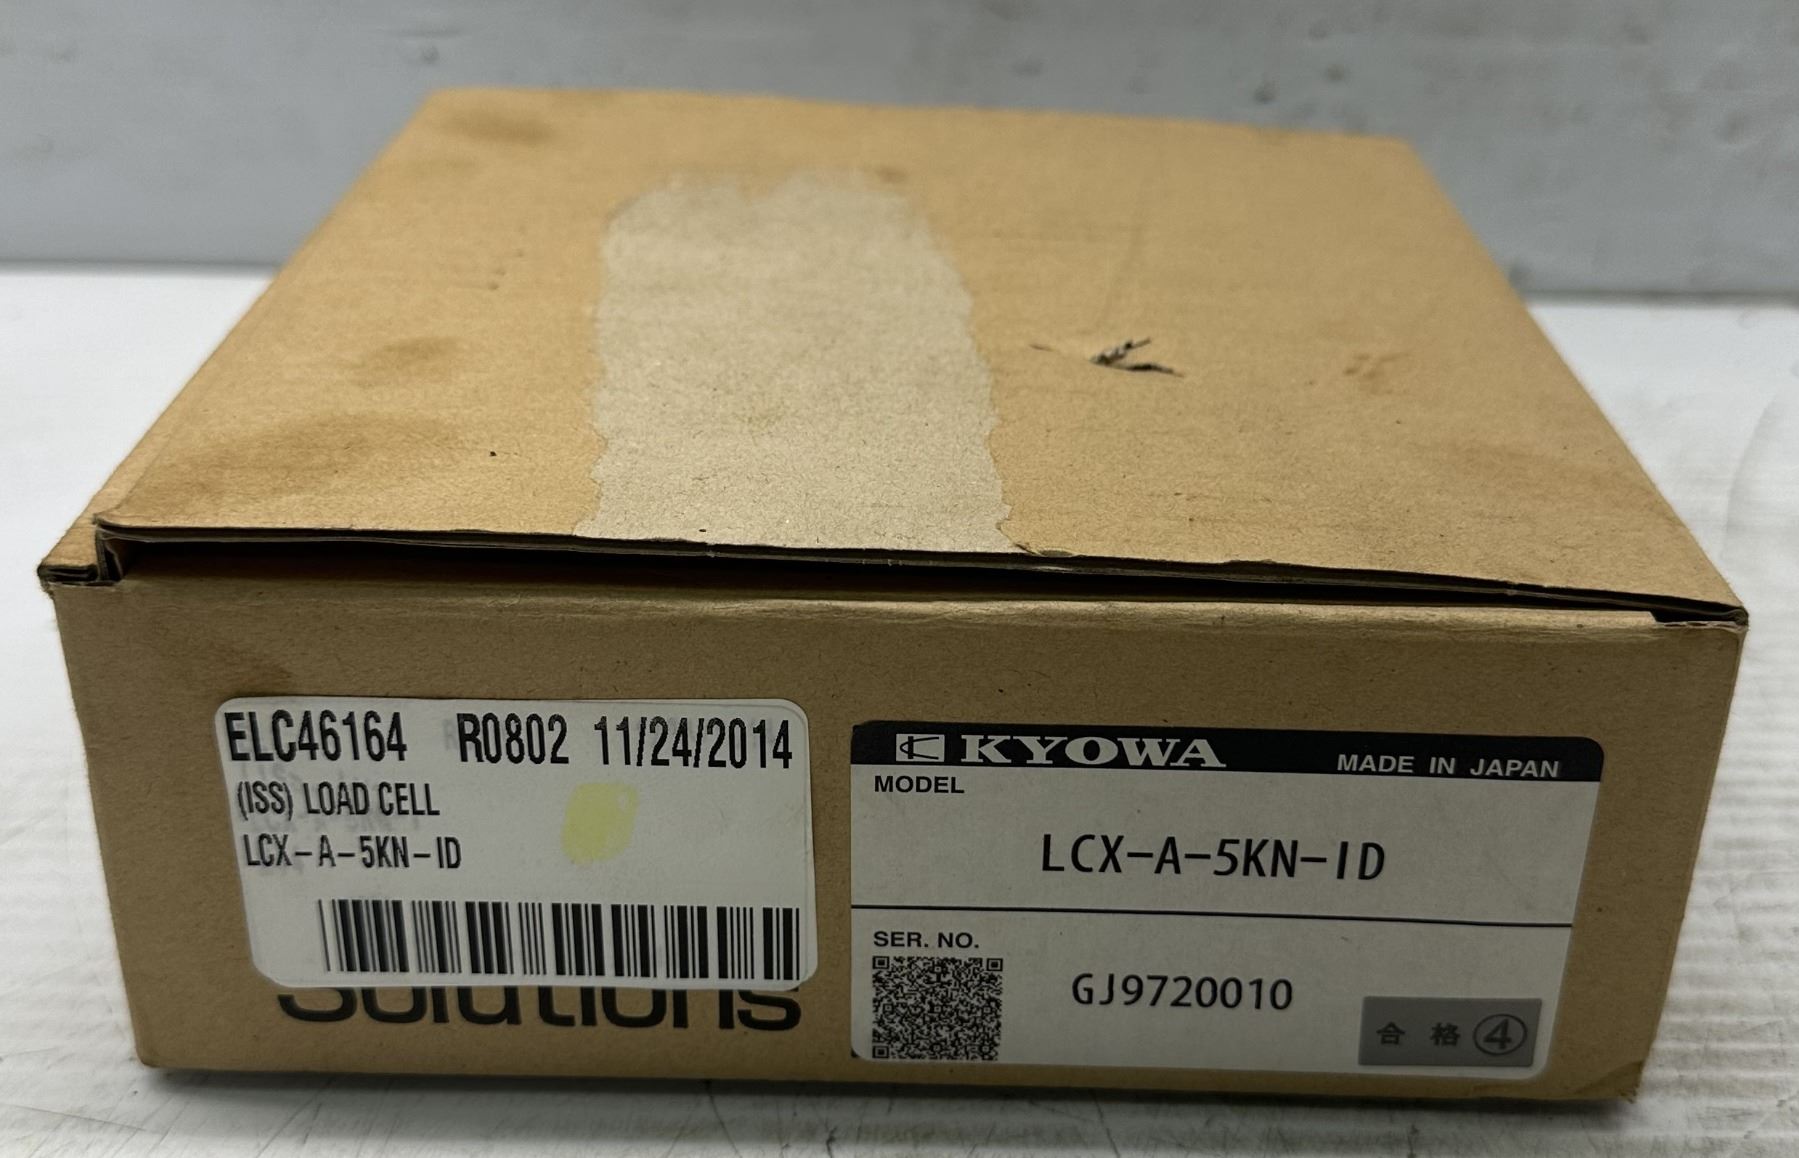 ELC46164 R0802 11/24/2014
(ISS) LOAD CELL
LCX-A-5KN-ID
Solutions
KYOWA MADE IN JAPAN
MODEL
LCX-A-5KN-ID
SER. NO.
GJ9720010
合格④